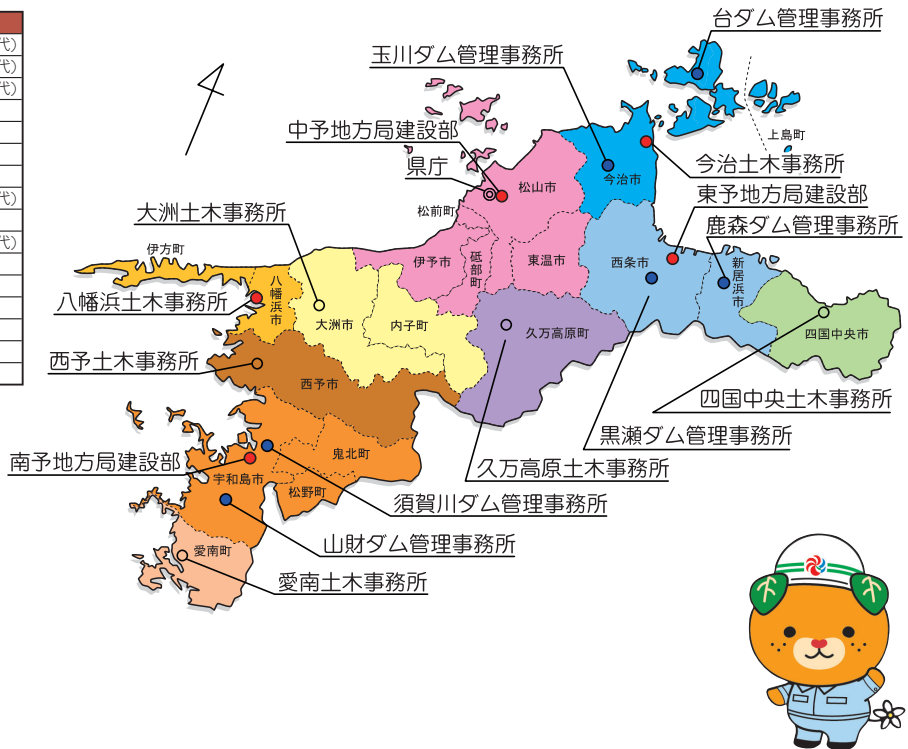 代)
代)
代)
代)
代)
台ダム管理事務所
玉川ダム管理事務所
上島町
中予地方局建設部
今治土木事務所
県庁
松山市
今治市
東予地方局建設部
松前町
大洲土木事務所
鹿森ダム管理事務所
伊方町
伊予市
砥部町
東温市
西条市
新居浜市
八幡浜市
八幡浜土木事務所
大洲市
内子町
久万高原町
四国中央市
西予土木事務所
西予市
四国中央土木事務所
黒瀬ダム管理事務所
鬼北町
南予地方局建設部
久万高原土木事務所
宇和島市
松野町
須賀川ダム管理事務所
山財ダム管理事務所
愛南町
愛南土木事務所